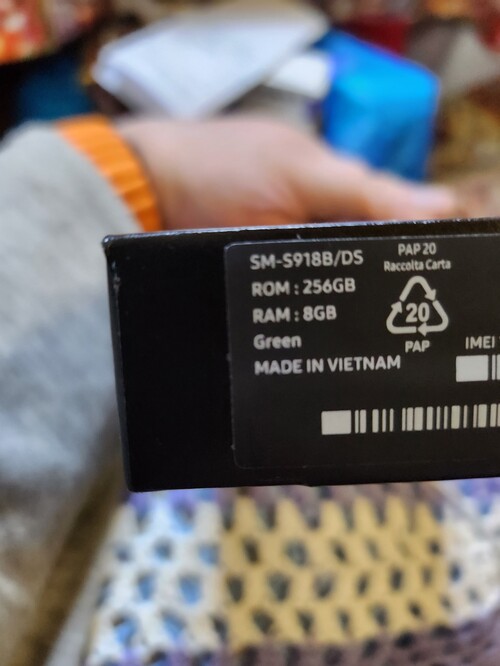 SM-S918B/DS
ROM : 256GB
RAM : 8GB
Green
MADE IN VIETNAM
PAP 20
Raccolta Carta
20
PAP
IMEI